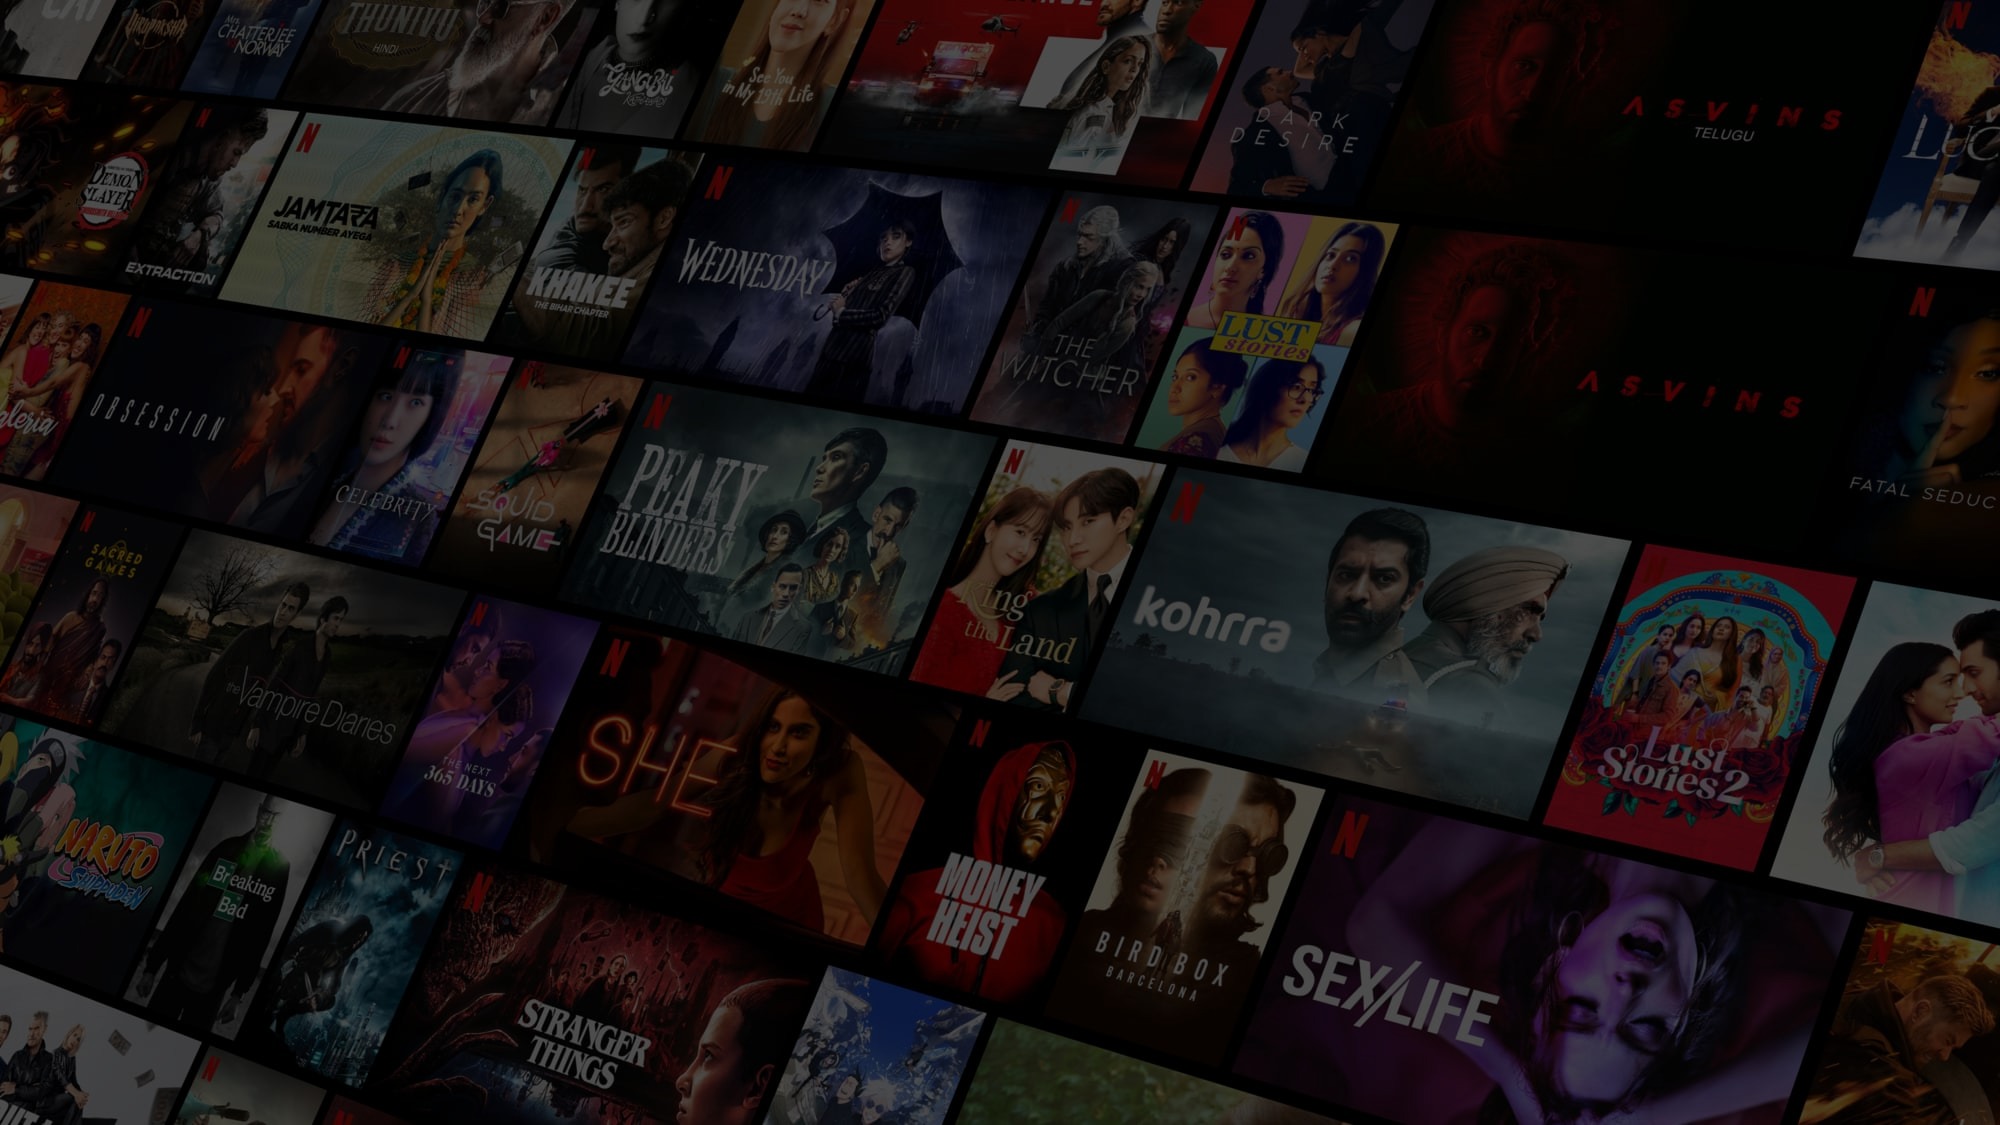 VIRUPAKSHA
Mrs.
CHATTERJEE
NORWAY
THUNIVU
HINDI
GANGUBAI
KATHIAWADI
See You
in My 19th Life
DARK
DESIRE
ASVINS
TELUGU
DEMON
SLAYER
EXTRACTION
JAMTARA
SABKA NUMBER AYEGA
KHAKEE
THE BIHAR CHAPTER
WEDNESDAY
THE
WITCHER
LUST
stories
ASVINS
FATAL SEDUC
OBSESSION
CELEBRITY
SQUID
GAME
PEAKY
BLINDERS
King
the Land
kohrra
Lust
Stories 2
SACRED
GAMES
the Vampire Diaries
THE NEXT
365 DAYS
SHE
MONEY
HEIST
BIRD BOX
BARCELONA
SEX/LIFE
NARUTO
SHIPPUDEN
Breaking
Bad
PRIEST
STRANGER
THINGS